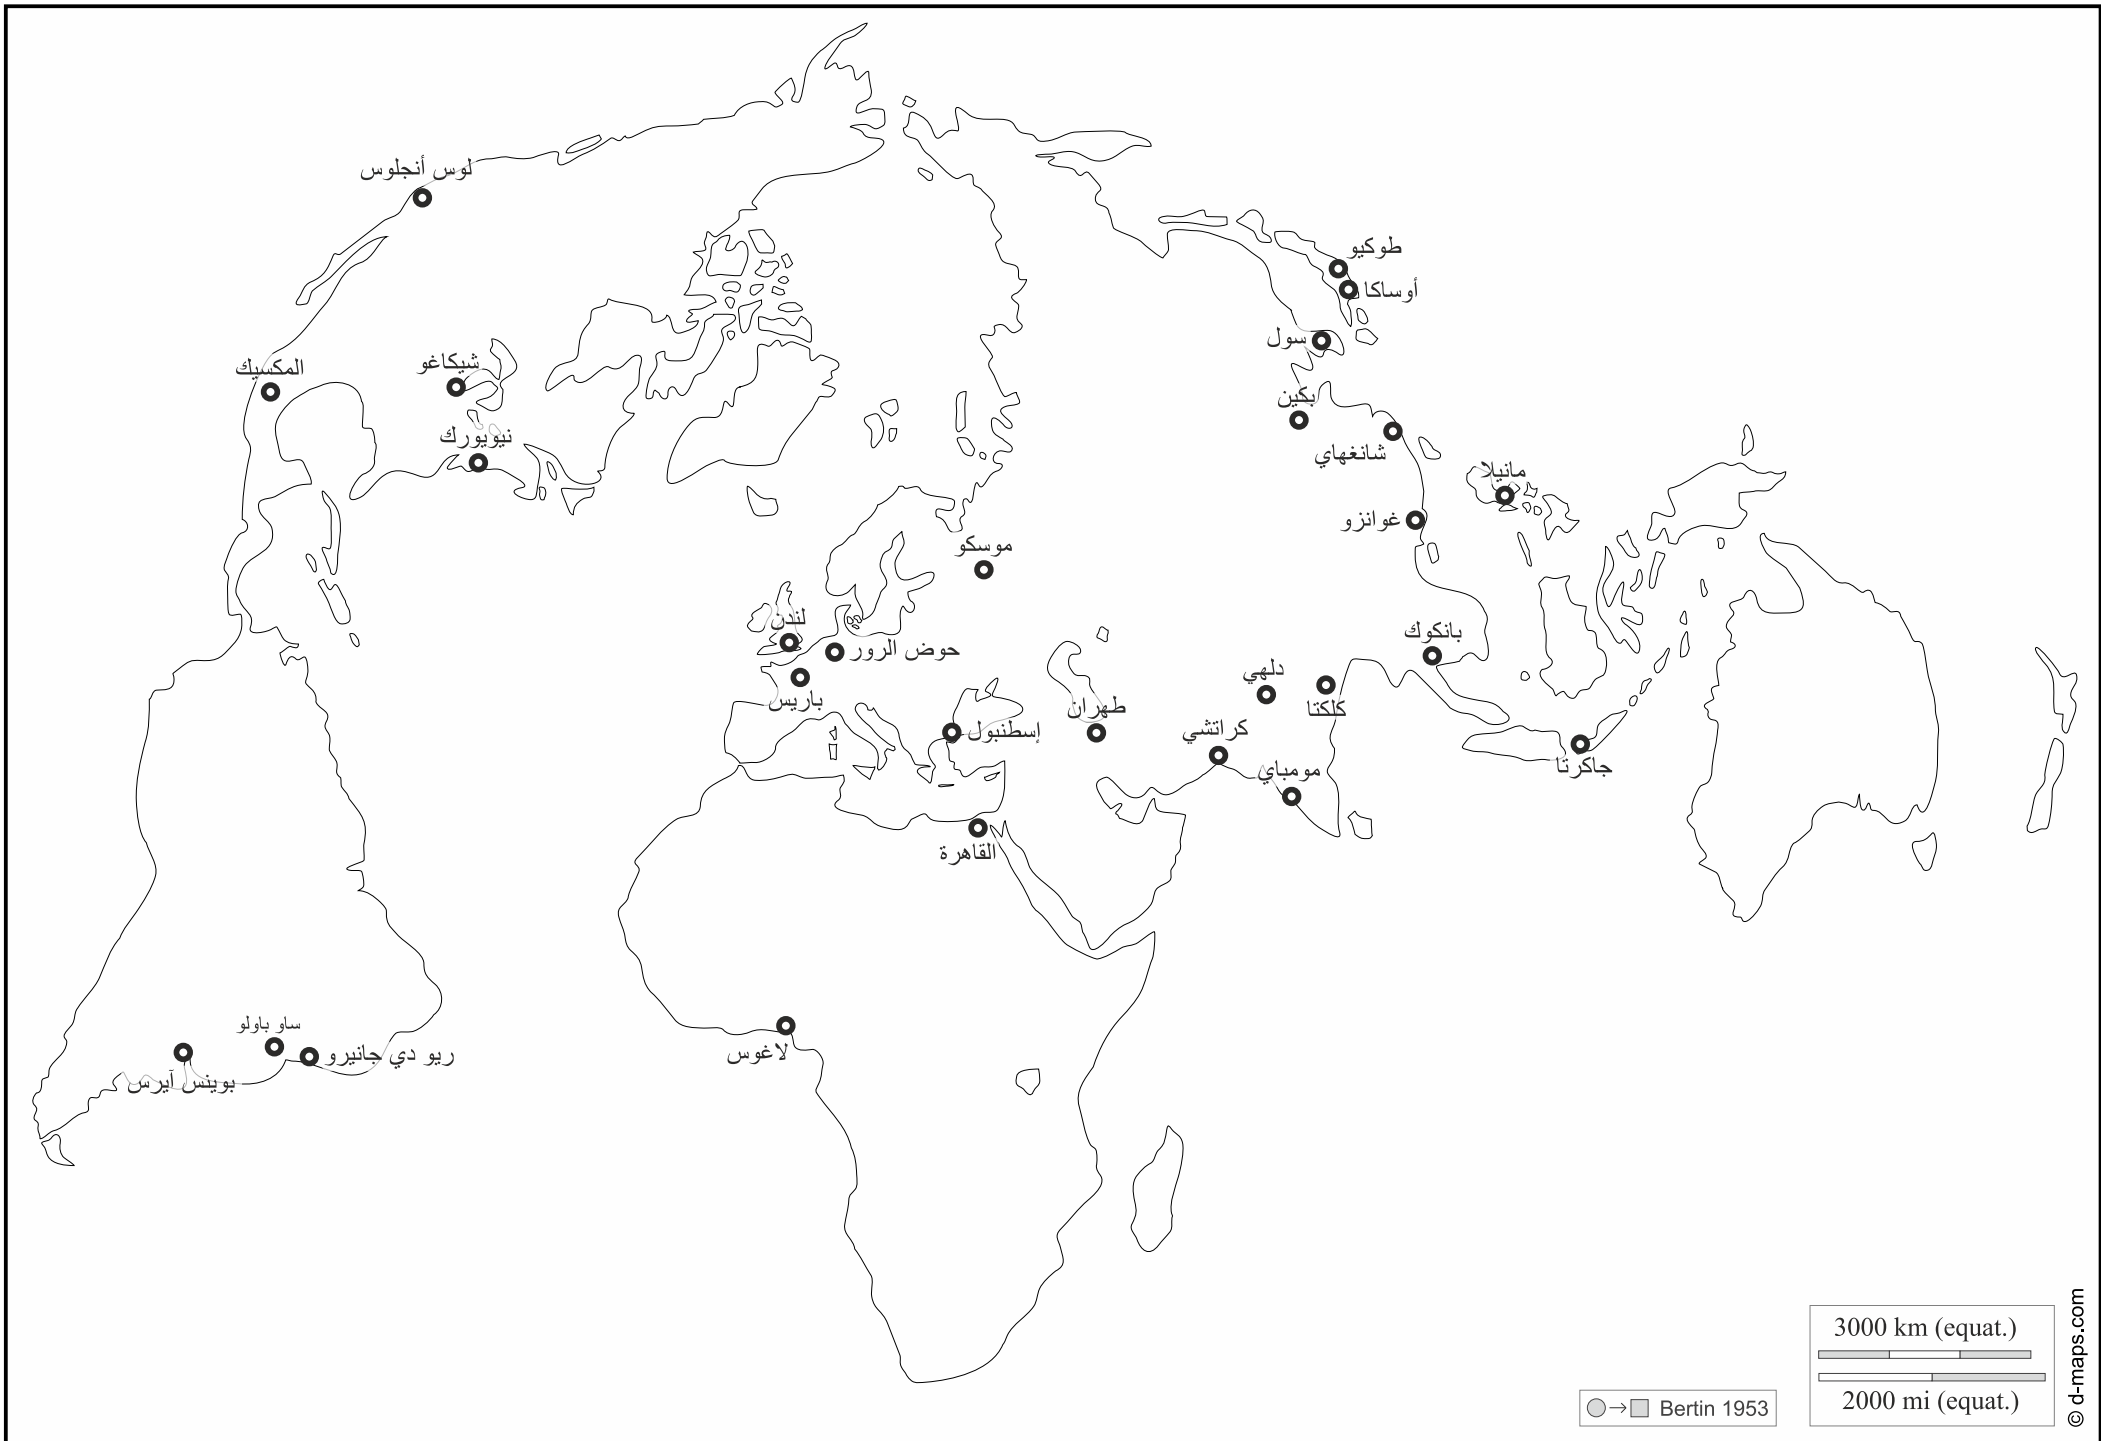 لوس أنجلوس
طوكيو
أوساكا
سول
شيكاغو
المكسيك
بكين
نيويورك
شانغهاي
مانيلا
غوانزو
موسكو
لندن
بانكوك
حوض الرور
دلهي
باريس
طهران
كلكتا
كراتشي
إسطنبول
جاكرتا
مومباي
القاهرة
ساو باولو
لاغوس
ريو دي جانيرو
بوينس آيرس
3000 km (equat.)
2000 mi (equat.)
Bertin 1953
© d-maps.com